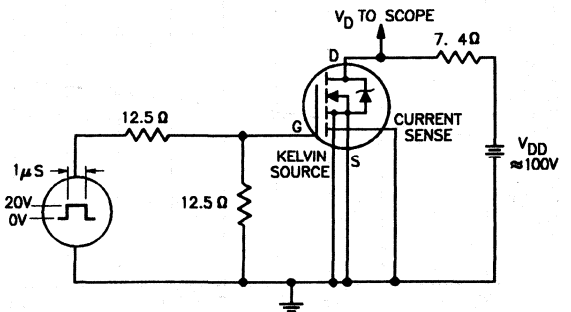 V_D TO SCOPE
7.4Ω
D
12.5 Ω
G
CURRENT
SENSE
KELVIN
SOURCE
S
V_DD
≈100V
1μS
20V
0V
12.5 Ω